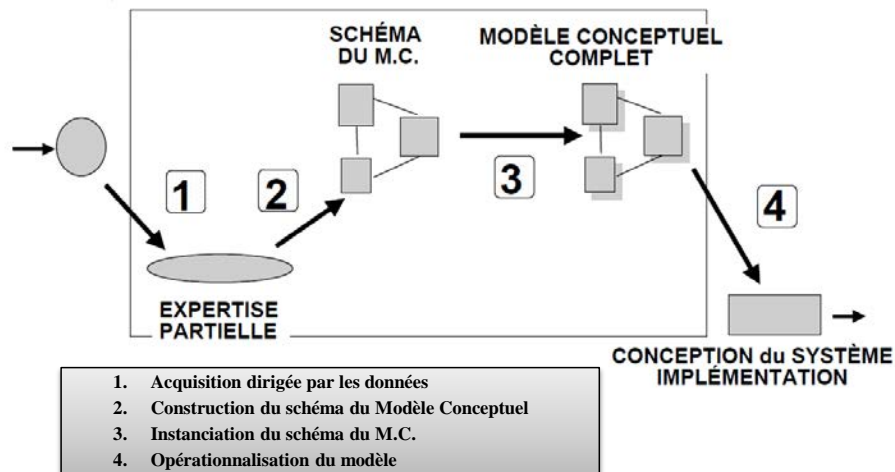 SCHÉMA
DU M.C.
MODÈLE CONCEPTUEL
COMPLET
1
2
3
4
EXPERTISE
PARTIELLE
CONCEPTION du SYSTÈME
IMPLÉMENTATION
1. Acquisition dirigée par les données
2. Construction du schéma du Modèle Conceptuel
3. Instanciation du schéma du M.C.
4. Opérationnalisation du modèle